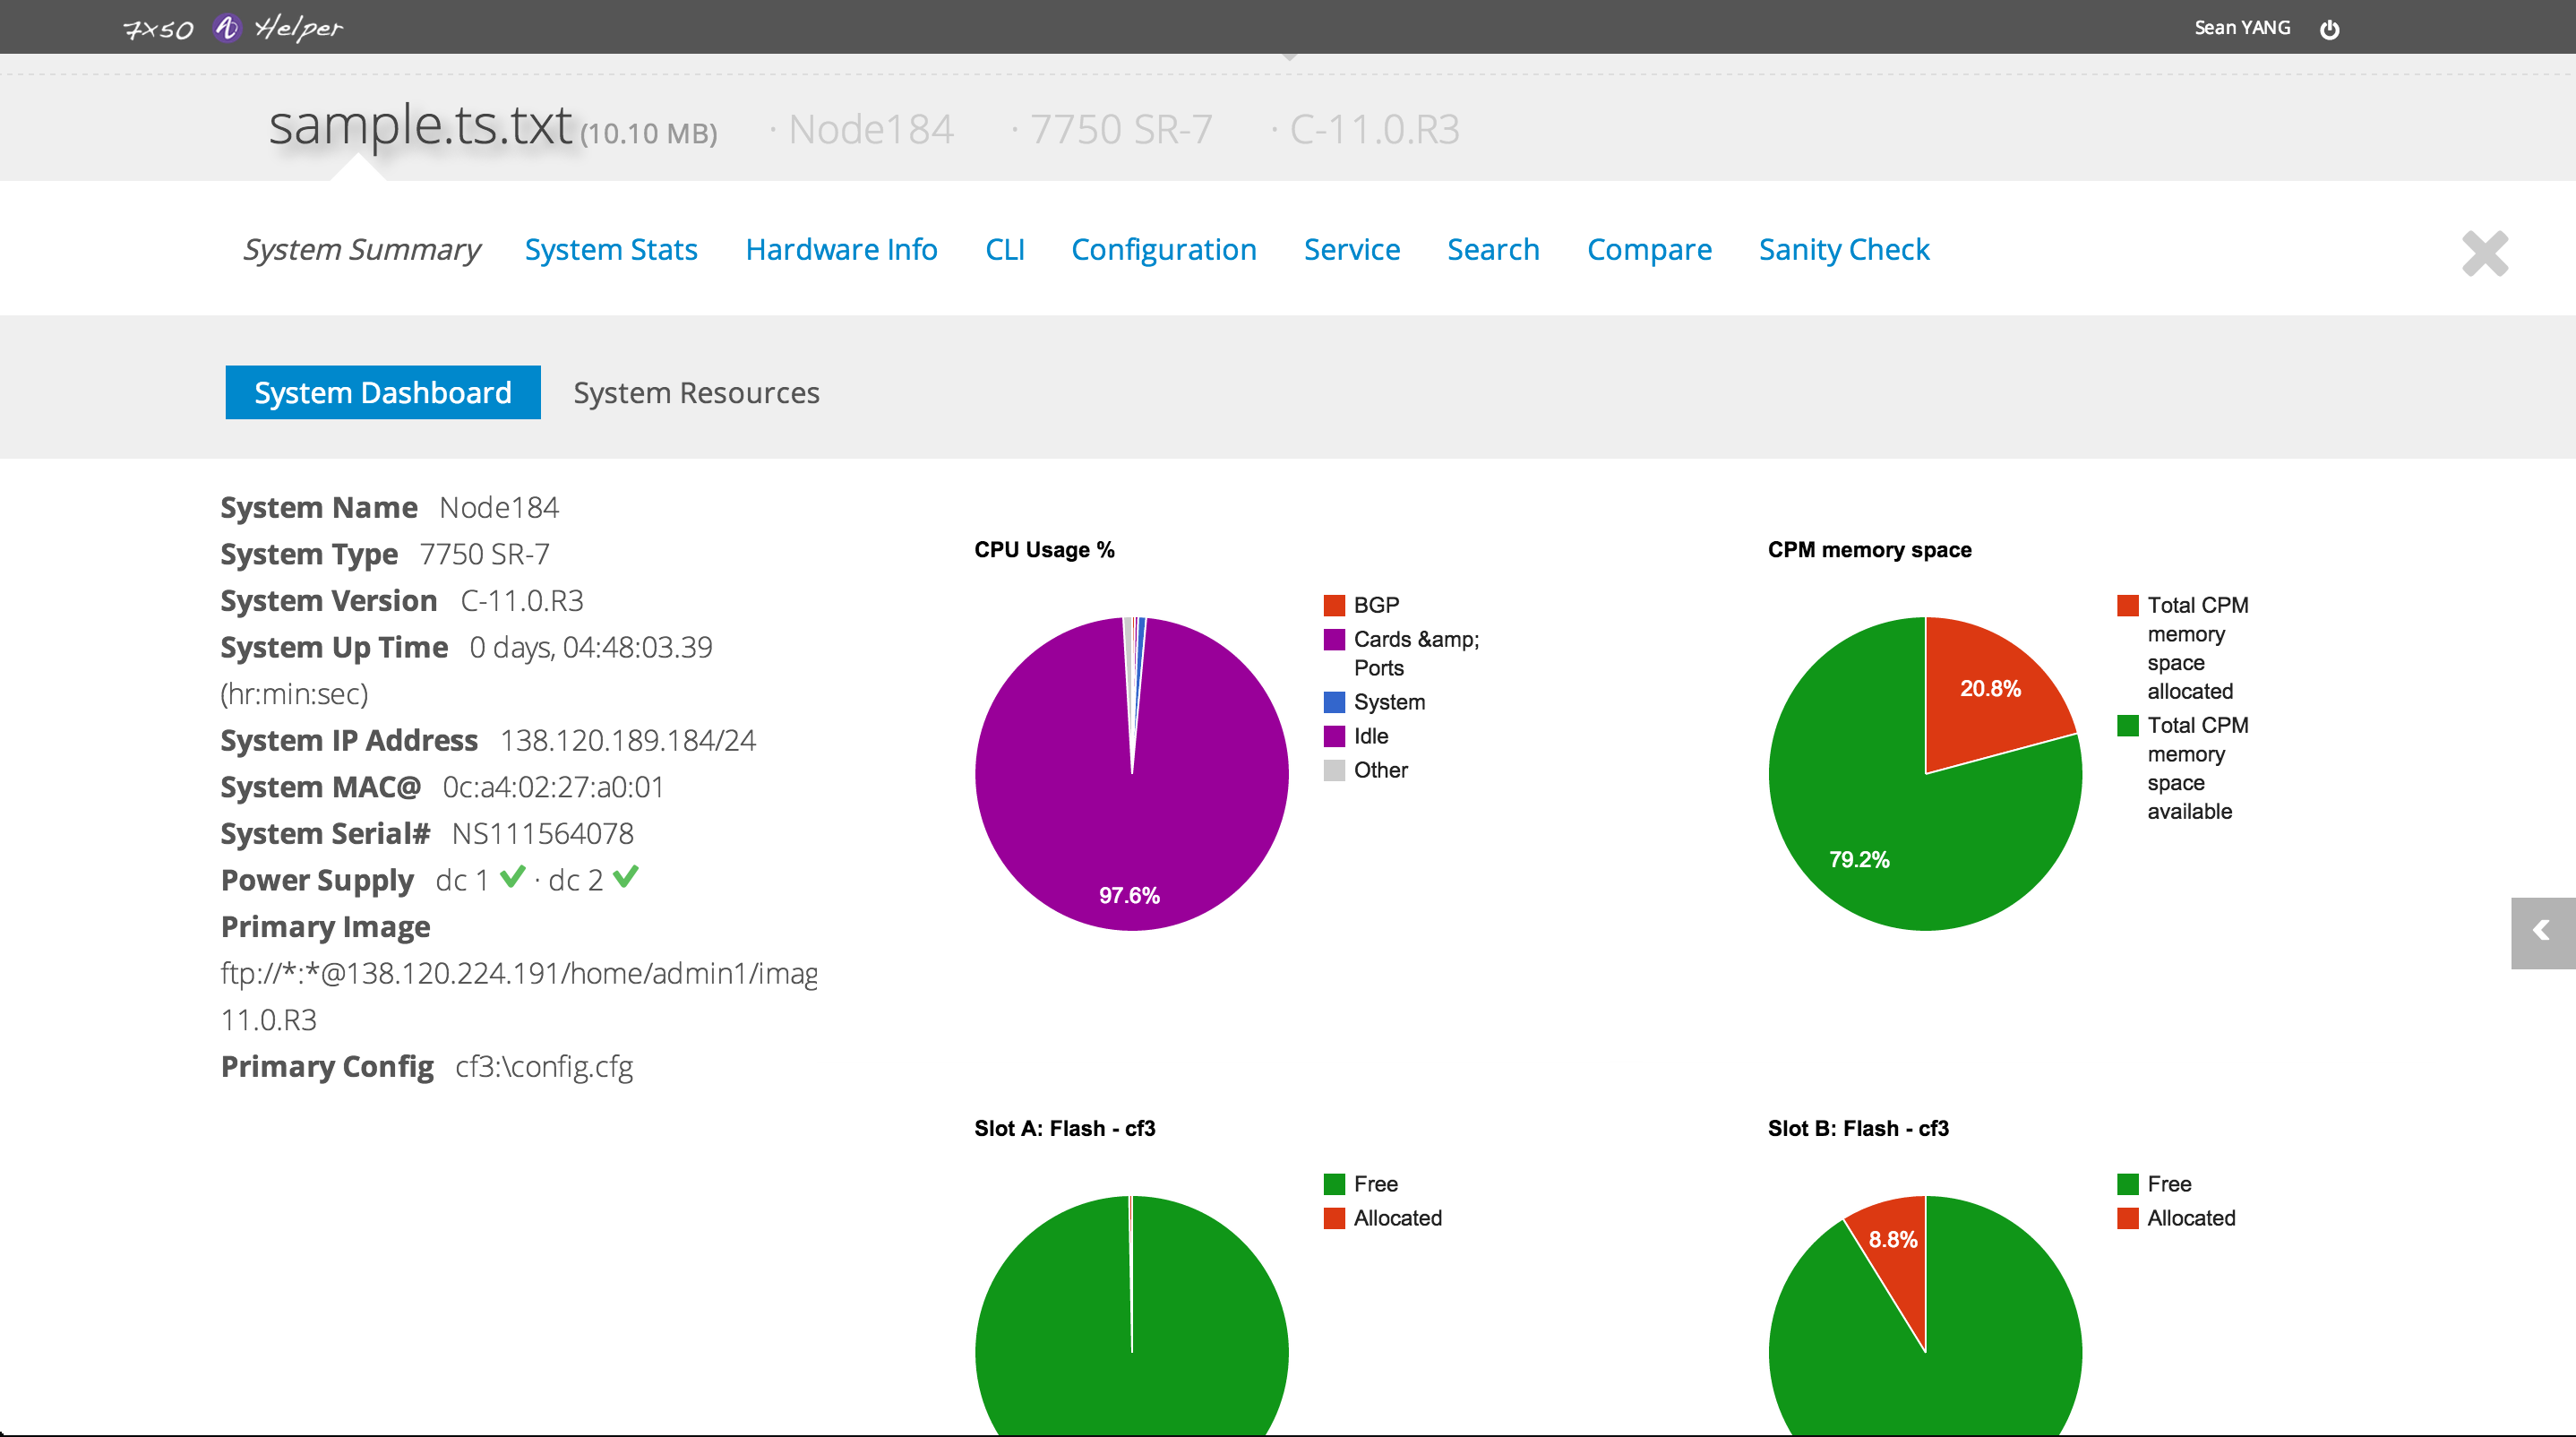 7x50 Helper
Sean YANG
sample.ts.txt (10.10 MB) · Node184 · 7750 SR-7 · C-11.0.R3
System Summary System Stats Hardware Info CLI Configuration Service Search Compare Sanity Check
System Dashboard System Resources
System Name Node184
System Type 7750 SR-7
System Version C-11.0.R3
System Up Time 0 days, 04:48:03.39
(hr:min:sec)
System IP Address 138.120.189.184/24
System MAC@ 0c:a4:02:27:a0:01
System Serial# NS111564078
Power Supply dc 1 · dc 2
Primary Image
ftp://*:*@138.120.224.191/home/admin1/imag
11.0.R3
Primary Config cf3:\config.cfg
CPU Usage %
BGP
Cards &amp;
Ports
System
Idle
Other
97.6%
CPM memory space
Total CPM
memory
space
allocated
Total CPM
memory
space
available
20.8%
79.2%
Slot A: Flash - cf3
Free
Allocated
Slot B: Flash - cf3
Free
Allocated
8.8%